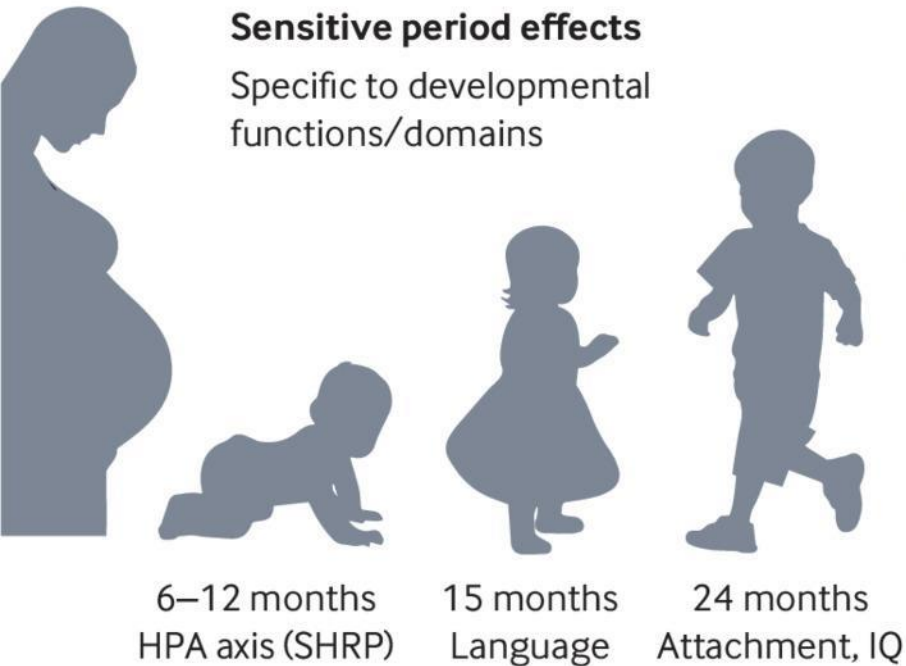 Sensitive period effects
Specific to developmental
functions/domains
6–12 months
HPA axis (SHRP)
15 months
Language
24 months
Attachment, IQ